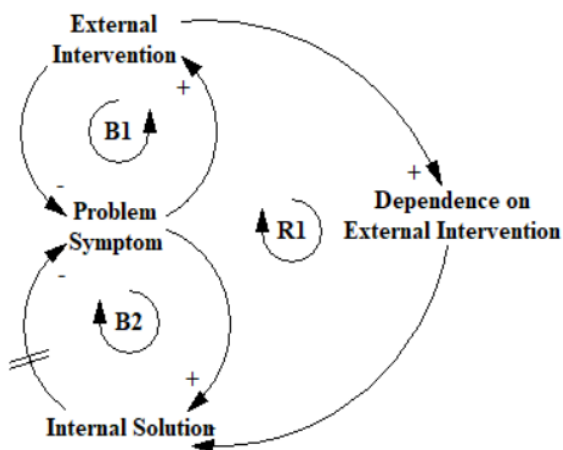 External
Intervention
+
B1
-
+
Problem
Symptom
Dependence on
External Intervention
R1
-
B2
+
Internal Solution
-